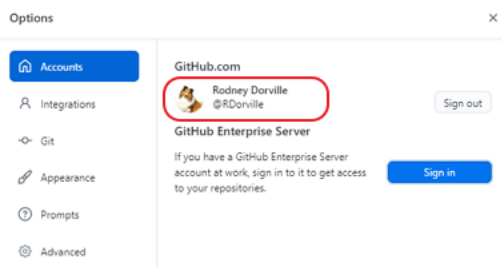 Options
Accounts
Integrations
Git
Appearance
Prompts
Advanced
GitHub.com
Rodney Dorville
@RDorville
Sign out
GitHub Enterprise Server
If you have a GitHub Enterprise Server
account at work, sign in to it to get access
to your repositories.
Sign in